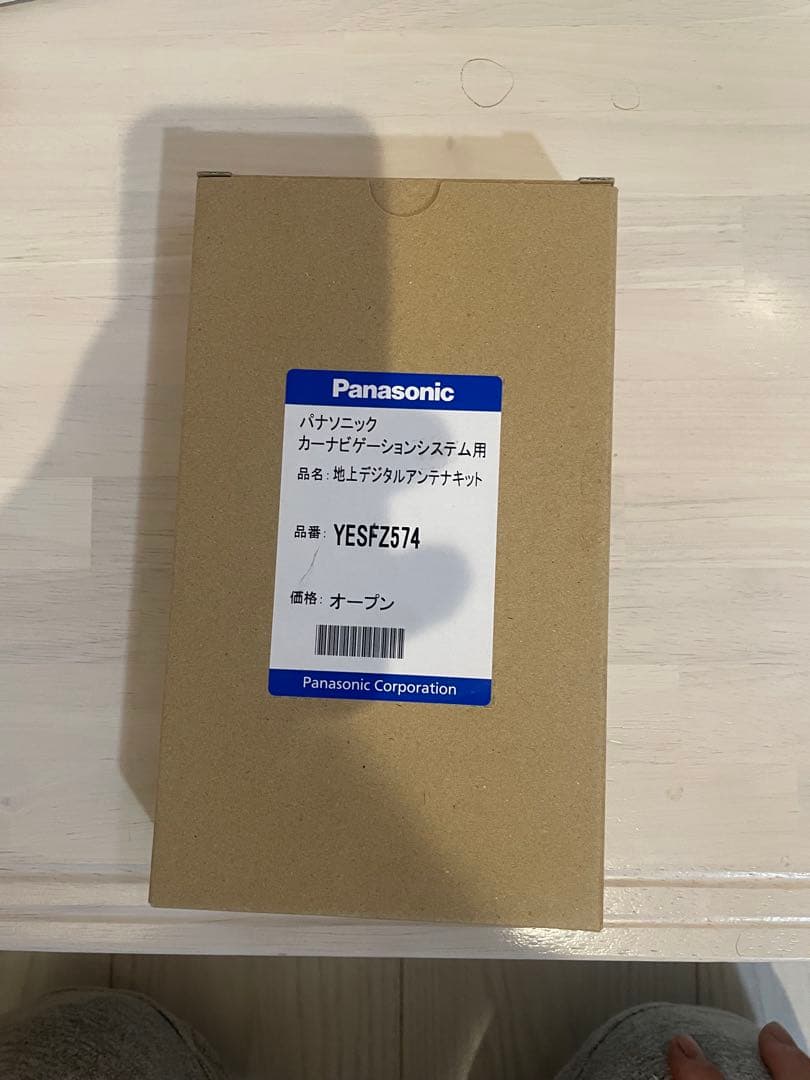 Panasonic
パナソニック
カーナビゲーションシステム用
品名：地上デジタルアンテナキット
品番：YESFZ574
価格：オープン
Panasonic Corporation